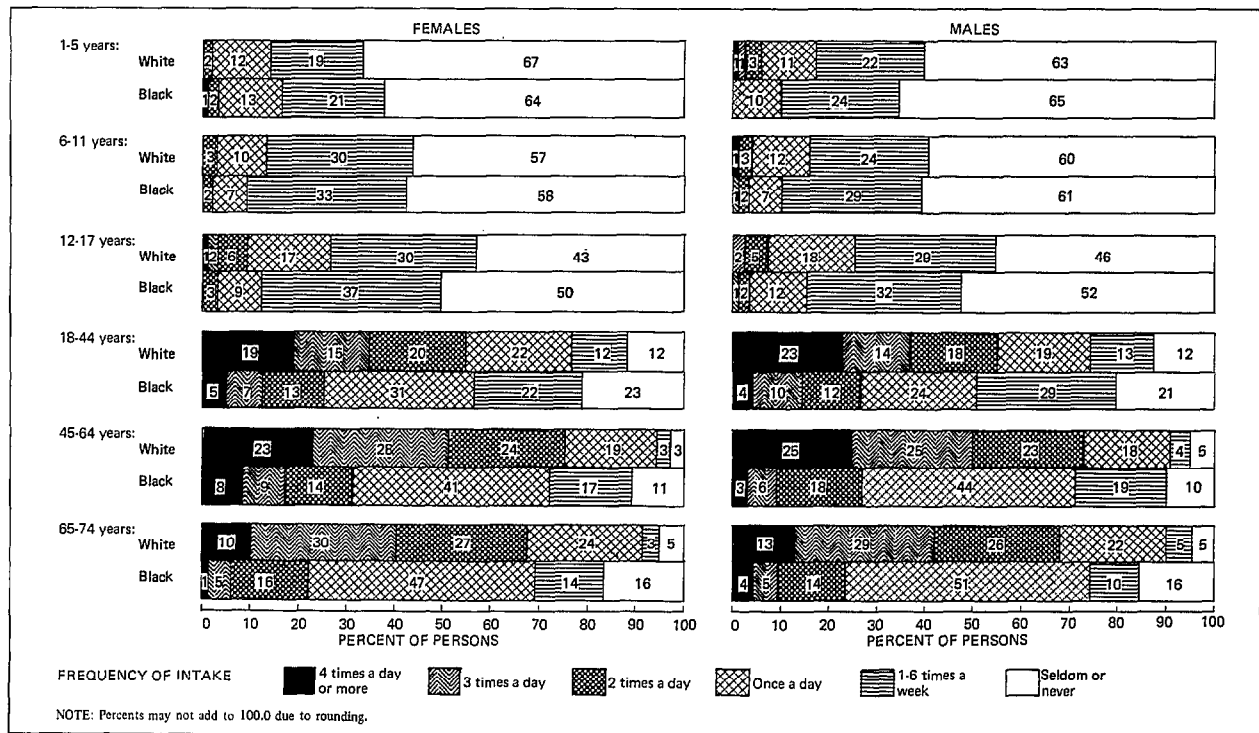 FEMALES MALES
1-5 years:
White 2 12 19 67 1 1 3 11 22 63
Black 1 2 13 21 64 10 24 65
6-11 years:
White 3 10 30 57 1 3 12 24 60
Black 2 7 33 58 1 2 7 29 61
12-17 years:
White 1 2 6 17 30 43 2 5 18 29 46
Black 3 9 37 50 1 2 12 32 52
18-44 years:
White 19 15 20 22 12 12 23 14 18 19 13 12
Black 5 7 13 31 22 23 4 10 12 24 29 21
45-64 years:
White 23 28 24 19 3 3 25 25 23 18 4 5
Black 8 9 14 41 17 11 3 6 18 44 19 10
65-74 years:
White 10 30 27 24 3 5 13 29 26 22 5 5
Black 1 5 16 47 14 16 4 5 14 51 10 16
0 10 20 30 40 50 60 70 80 90 100 0 10 20 30 40 50 60 70 80 90 100
PERCENT OF PERSONS PERCENT OF PERSONS
FREQUENCY OF INTAKE 4 times a day or more 3 times a day 2 times a day Once a day 1-6 times a week Seldom or never
NOTE: Percents may not add to 100.0 due to rounding.